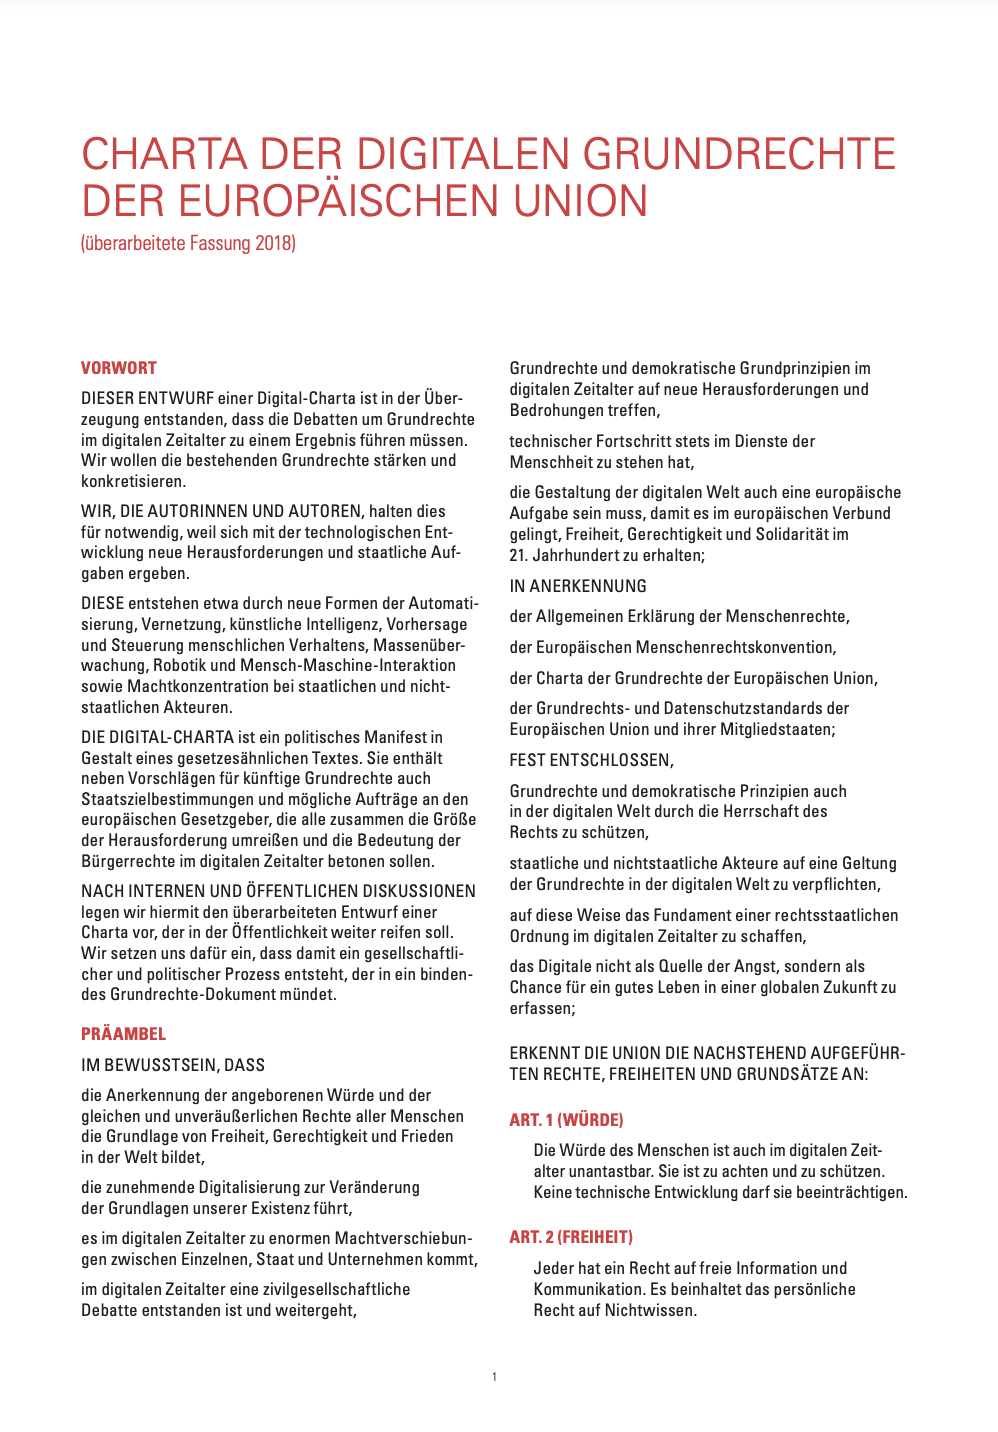 CHARTA DER DIGITALEN GRUNDRECHTE
DER EUROPÄISCHEN UNION
(überarbeitete Fassung 2018)
VORWORT
DIESER ENTWURF einer Digital-Charta ist in der Über-
zeugung entstanden, dass die Debatten um Grundrechte
im digitalen Zeitalter zu einem Ergebnis führen müssen.
Wir wollen die bestehenden Grundrechte stärken und
konkretisieren.
WIR, DIE AUTORINNEN UND AUTOREN, halten dies
für notwendig, weil sich mit der technologischen Ent-
wicklung neue Herausforderungen und staatliche Auf-
gaben ergeben.
DIESE entstehen etwa durch neue Formen der Automati-
sierung, Vernetzung, künstliche Intelligenz, Vorhersage
und Steuerung menschlichen Verhaltens, Massenüber-
wachung, Robotik und Mensch-Maschine-Interaktion
sowie Machtkonzentration bei staatlichen und nicht-
staatlichen Akteuren.
DIE DIGITAL-CHARTA ist ein politisches Manifest in
Gestalt eines gesetzesähnlichen Textes. Sie enthält
neben Vorschlägen für künftige Grundrechte auch
Staatszielbestimmungen und mögliche Aufträge an den
europäischen Gesetzgeber, die alle zusammen die Größe
der Herausforderung umreißen und die Bedeutung der
Bürgerrechte im digitalen Zeitalter betonen sollen.
NACH INTERNEN UND ÖFFENTLICHEN DISKUSSIONEN
legen wir hiermit den überarbeiteten Entwurf einer
Charta vor, der in der Öffentlichkeit weiter reifen soll.
Wir setzen uns dafür ein, dass damit ein gesellschaftli-
cher und politischer Prozess entsteht, der in ein binden-
des Grundrechte-Dokument mündet.
PRÄAMBEL
IM BEWUSSTSEIN, DASS
die Anerkennung der angeborenen Würde und der
gleichen und unveräußerlichen Rechte aller Menschen
die Grundlage von Freiheit, Gerechtigkeit und Frieden
in der Welt bildet,
die zunehmende Digitalisierung zur Veränderung
der Grundlagen unserer Existenz führt,
es im digitalen Zeitalter zu enormen Machtverschiebun-
gen zwischen Einzelnen, Staat und Unternehmen kommt,
im digitalen Zeitalter eine zivilgesellschaftliche
Debatte entstanden ist und weitergeht,
Grundrechte und demokratische Grundprinzipien im
digitalen Zeitalter auf neue Herausforderungen und
Bedrohungen treffen,
technischer Fortschritt stets im Dienste der
Menschheit zu stehen hat,
die Gestaltung der digitalen Welt auch eine europäische
Aufgabe sein muss, damit es im europäischen Verbund
gelingt, Freiheit, Gerechtigkeit und Solidarität im
21. Jahrhundert zu erhalten;
IN ANERKENNUNG
der Allgemeinen Erklärung der Menschenrechte,
der Europäischen Menschenrechtskonvention,
der Charta der Grundrechte der Europäischen Union,
der Grundrechts- und Datenschutzstandards der
Europäischen Union und ihrer Mitgliedstaaten;
FEST ENTSCHLOSSEN,
Grundrechte und demokratische Prinzipien auch
in der digitalen Welt durch die Herrschaft des
Rechts zu schützen,
staatliche und nichtstaatliche Akteure auf eine Geltung
der Grundrechte in der digitalen Welt zu verpflichten,
auf diese Weise das Fundament einer rechtsstaatlichen
Ordnung im digitalen Zeitalter zu schaffen,
das Digitale nicht als Quelle der Angst, sondern als
Chance für ein gutes Leben in einer globalen Zukunft zu
erfassen;
ERKENNT DIE UNION DIE NACHSTEHEND AUFGEFÜHR-
TEN RECHTE, FREIHEITEN UND GRUNDSÄTZE AN:
ART. 1 (WÜRDE)
Die Würde des Menschen ist auch im digitalen Zeit-
alter unantastbar. Sie ist zu achten und zu schützen.
Keine technische Entwicklung darf sie beeinträchtigen.
ART. 2 (FREIHEIT)
Jeder hat ein Recht auf freie Information und
Kommunikation. Es beinhaltet das persönliche
Recht auf Nichtwissen.
1